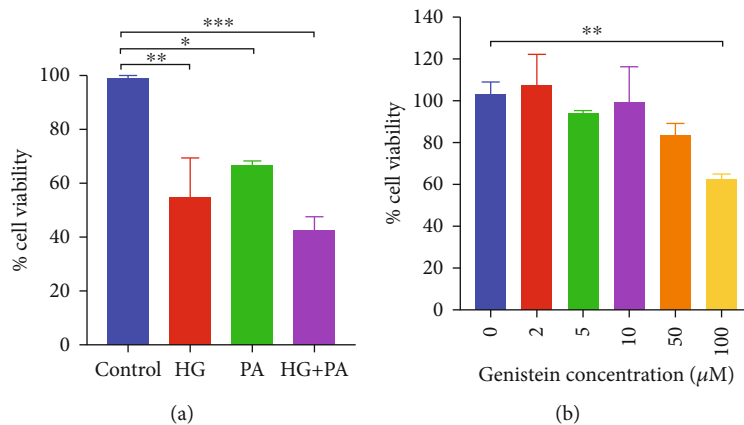 ***
*
**
100
80
60
40
20
0
% cell viability
Control HG PA HG+PA
(a)
**
140
120
100
80
60
40
20
0
% cell viability
0 2 5 10 50 100
Genistein concentration (μM)
(b)